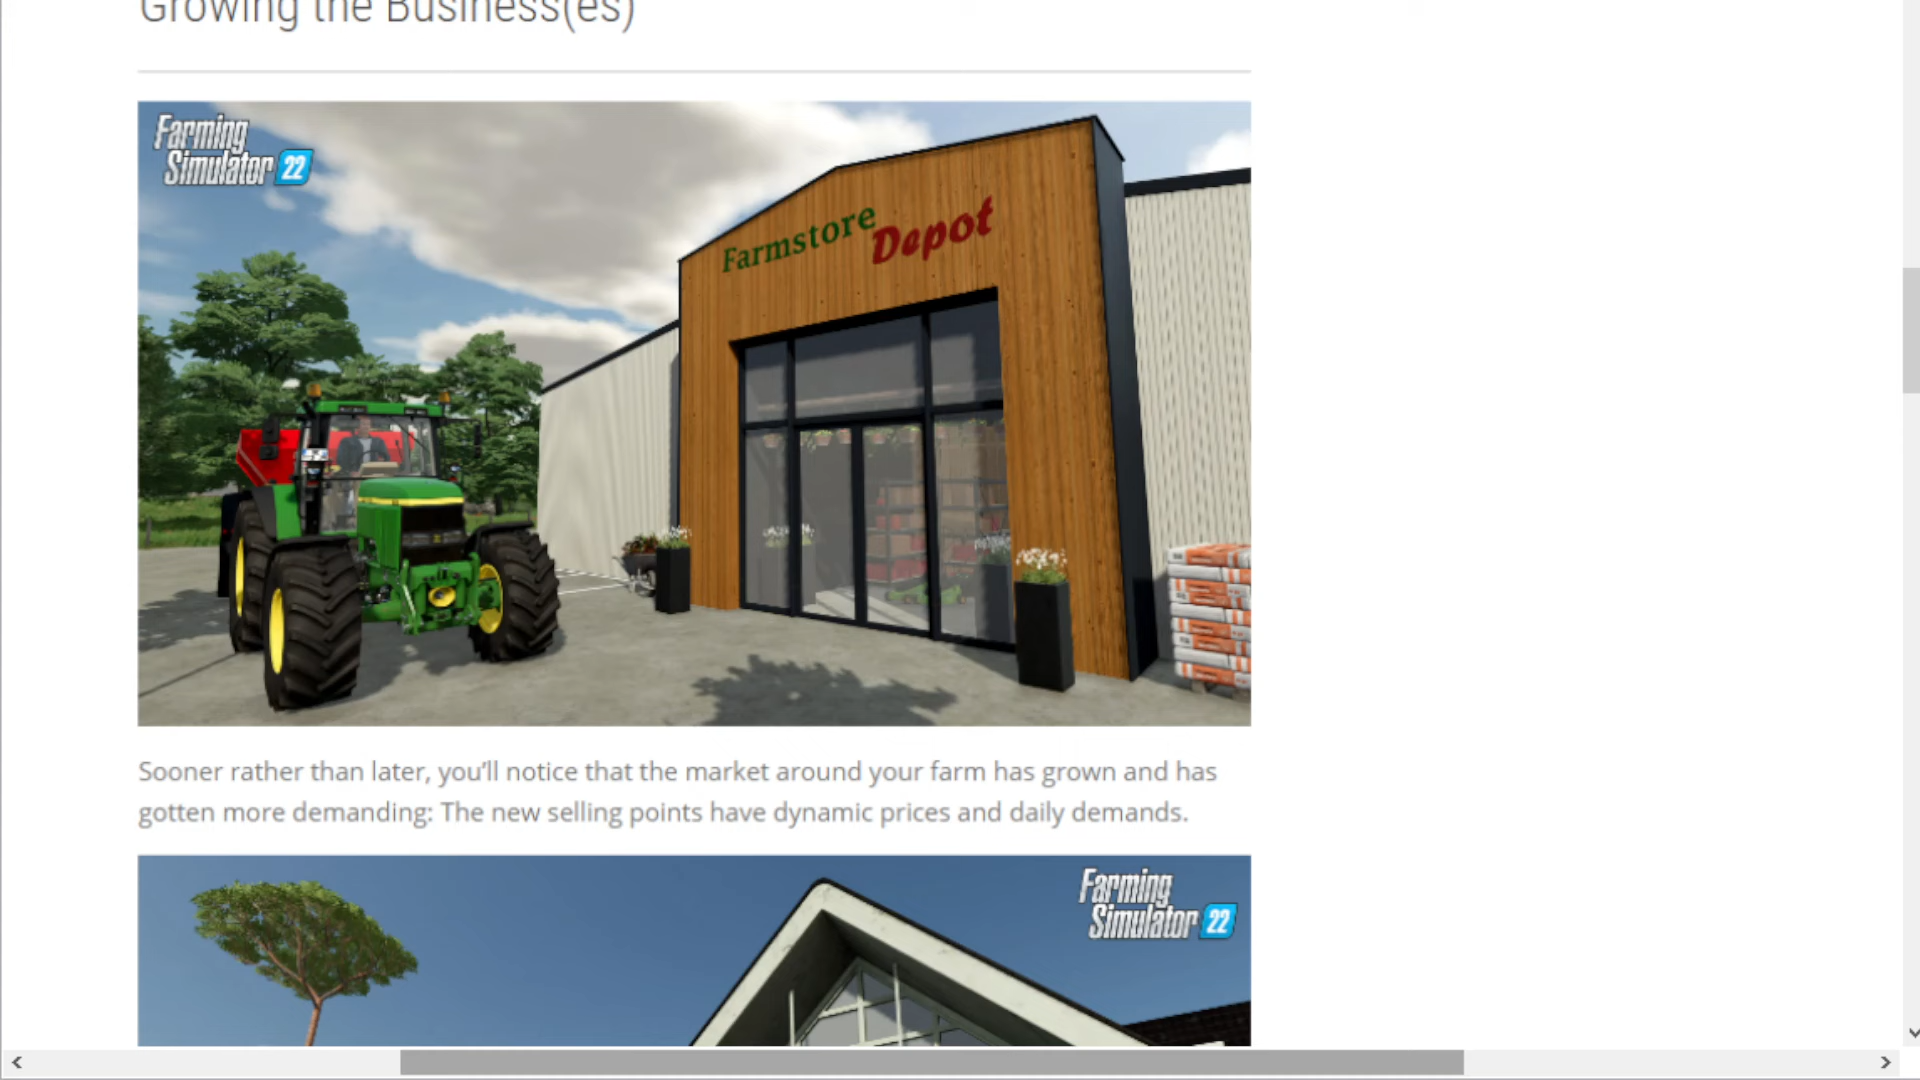 Growing the Business(es)
Farming
Simulator 22
Farmstore
Depot
Sooner rather than later, you'll notice that the market around your farm has grown and has
gotten more demanding: The new selling points have dynamic prices and daily demands.
Farming
Simulator 22